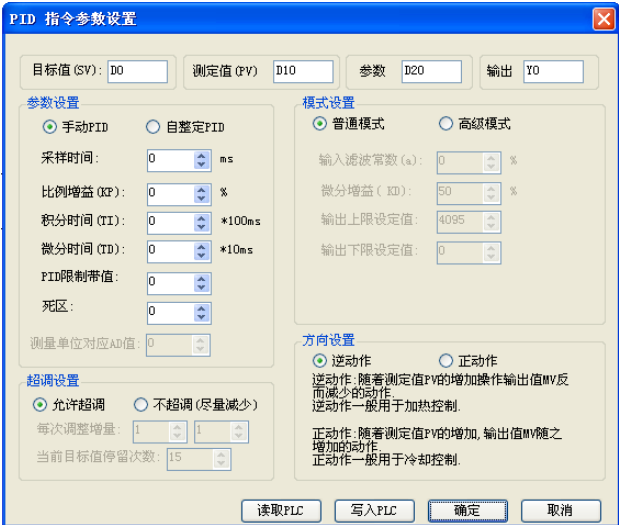 PID 指令参数设置
目标值(SV): D0 测定值(PV) D10 参数 D20 输出 Y0
参数设置
手动PID 自整定PID
采样时间: 0 ms
比例增益(KP): 0 %
积分时间(TI): 0 *100ms
微分时间(TD): 0 *10ms
PID限制带值: 0
死区: 0
测量单位对应AD值: 0
模式设置
普通模式 高级模式
输入滤波常数(a): 0 %
微分增益( KD): 50 %
输出上限设定值: 4095
输出下限设定值: 0
超调设置
允许超调 不超调(尽量减少)
每次调整增量: 1 1
当前目标值停留次数: 15
方向设置
逆动作 正动作
逆动作:随着测定值PV的增加操作输出值MV反
而减少的动作.
逆动作一般用于加热控制.
正动作:随着测定值PV的增加,输出值MV随之
增加的动作.
正动作一般用于冷却控制.
读取PLC 写入PLC 确定 取消